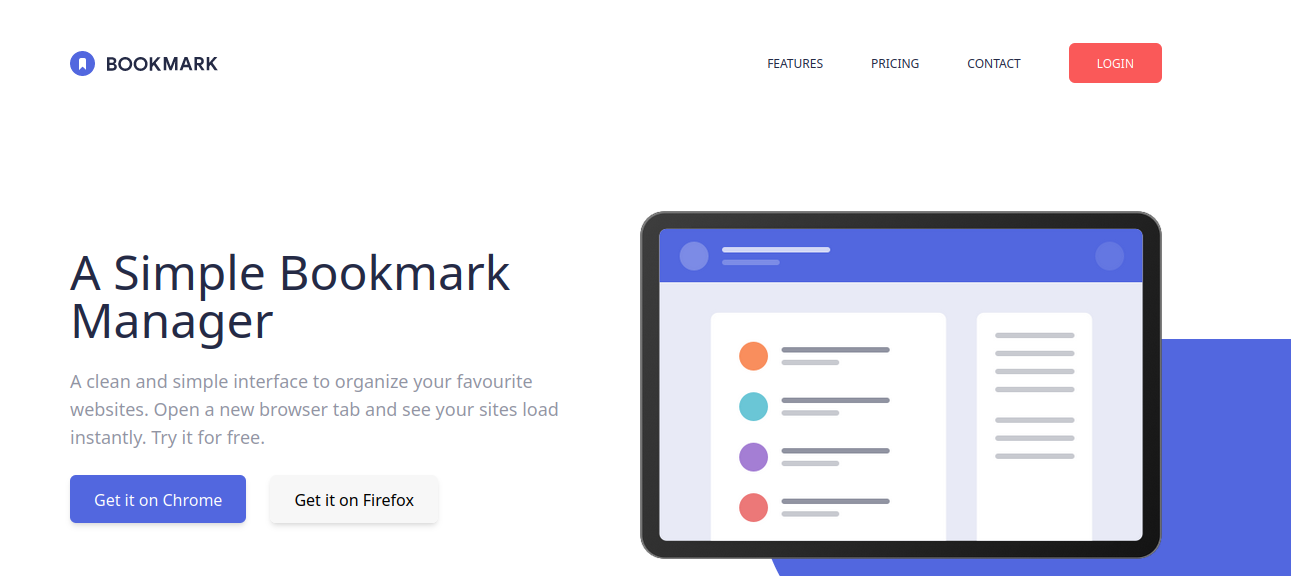 BOOKMARK
FEATURES
PRICING
CONTACT
LOGIN
A Simple Bookmark
Manager
A clean and simple interface to organize your favourite
websites. Open a new browser tab and see your sites load
instantly. Try it for free.
Get it on Chrome
Get it on Firefox